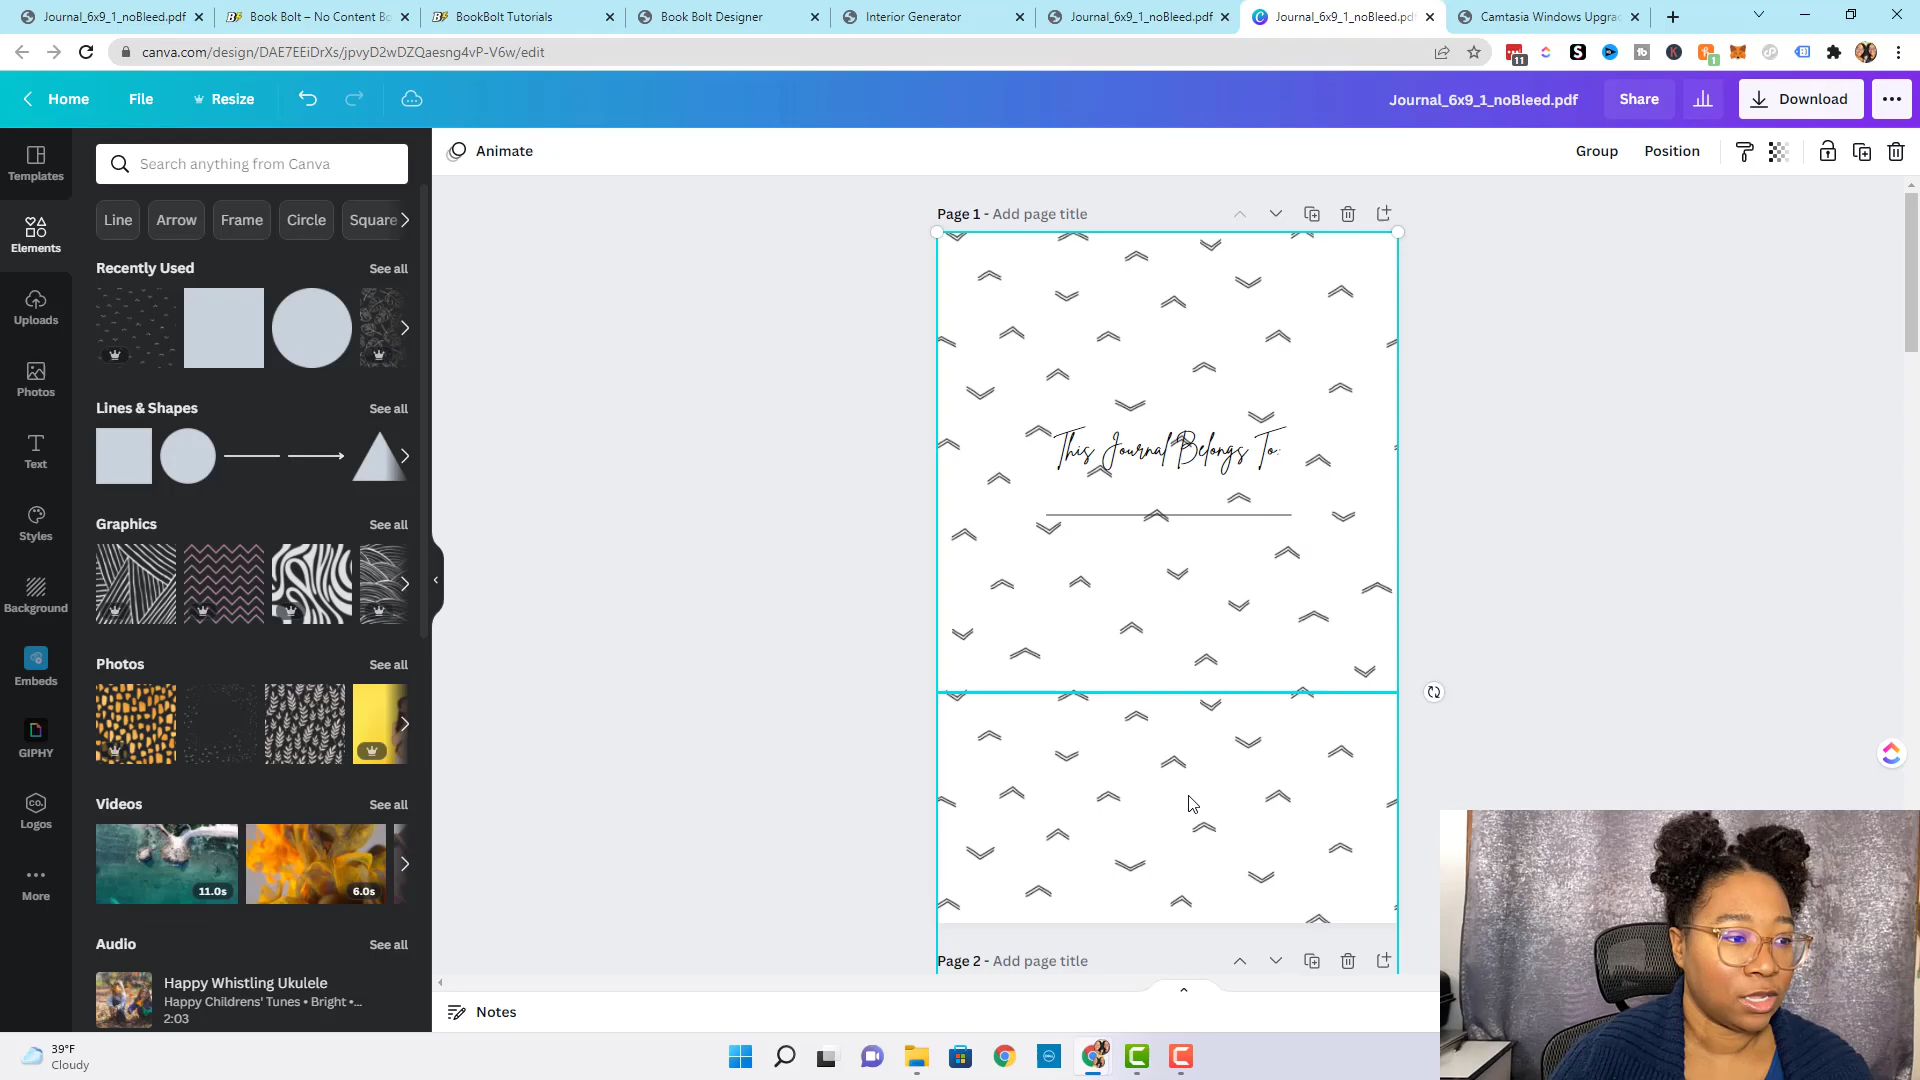 Journal_6x9_1_noBleed.pdf
Book Bolt – No Content Bo
BookBolt Tutorials
Book Bolt Designer
Interior Generator
Journal_6x9_1_noBleed.pdf
Journal_6x9_1_noBleed.pdf
Camtasia Windows Upgra
canva.com/design/DAE7EEiDrXs/jpvyD2wDZQaesng4vP-V6w/edit
11
1
Home
File
Resize
Journal_6x9_1_noBleed.pdf
Share
Download
Templates
Elements
Uploads
Photos
Text
Styles
Background
Embeds
GIPHY
Logos
More
Search anything from Canva
Line
Arrow
Frame
Circle
Square
Recently Used
See all
Lines & Shapes
See all
Graphics
See all
Photos
See all
Videos
See all
11.0s
6.0s
Audio
See all
Happy Whistling Ukulele
Happy Childrens' Tunes • Bright •...
2:03
Animate
Group
Position
Page 1 - Add page title
This Journal Belongs To:
Page 2 - Add page title
Notes
39°F
Cloudy